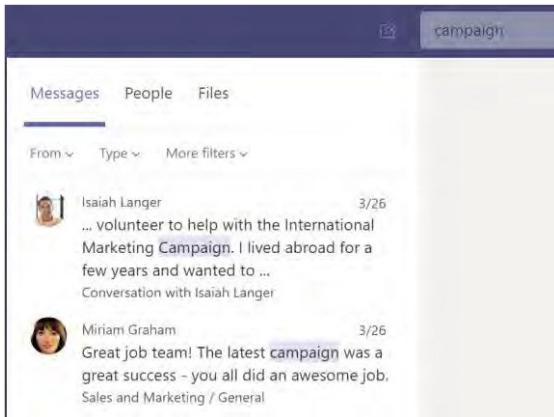 campaign
Messages People Files
From Type More filters
Isaiah Langer 3/26
... volunteer to help with the International
Marketing Campaign. I lived abroad for a
few years and wanted to ...
Conversation with Isaiah Langer
Miriam Graham 3/26
Great job team! The latest campaign was a
great success - you all did an awesome job.
Sales and Marketing / General